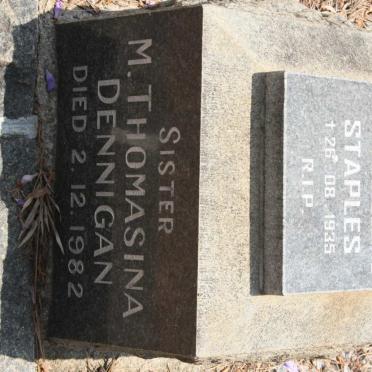 SISTER
M. THOMASINA
DENNIGAN
DIED 2.12.1982
STAPLES
† 26. 08. 1935
R.I.P.